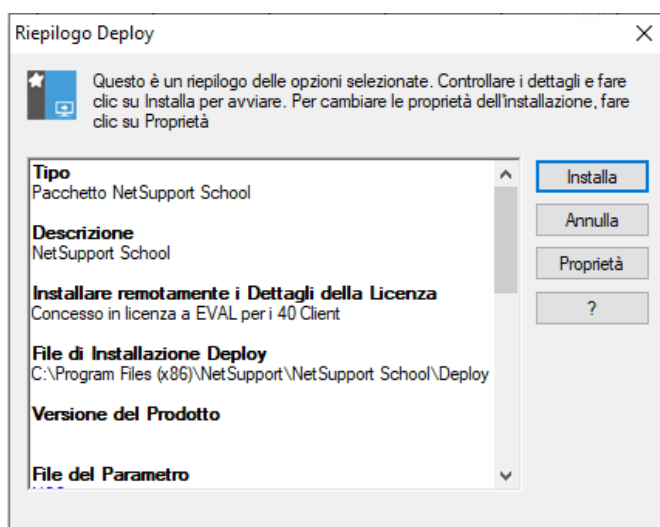 Riepilogo Deploy
Questo è un riepilogo delle opzioni selezionate. Controllare i dettagli e fare
clic su Installa per avviare. Per cambiare le proprietà dell'installazione, fare
clic su Proprietà
Tipo
Pacchetto NetSupport School
Descrizione
NetSupport School
Installare remotamente i Dettagli della Licenza
Concesso in licenza a EVAL per i 40 Client
File di Installazione Deploy
C:\Program Files (x86)\NetSupport\NetSupport School\Deploy
Versione del Prodotto
File del Parametro
Installa
Annulla
Proprietà
?